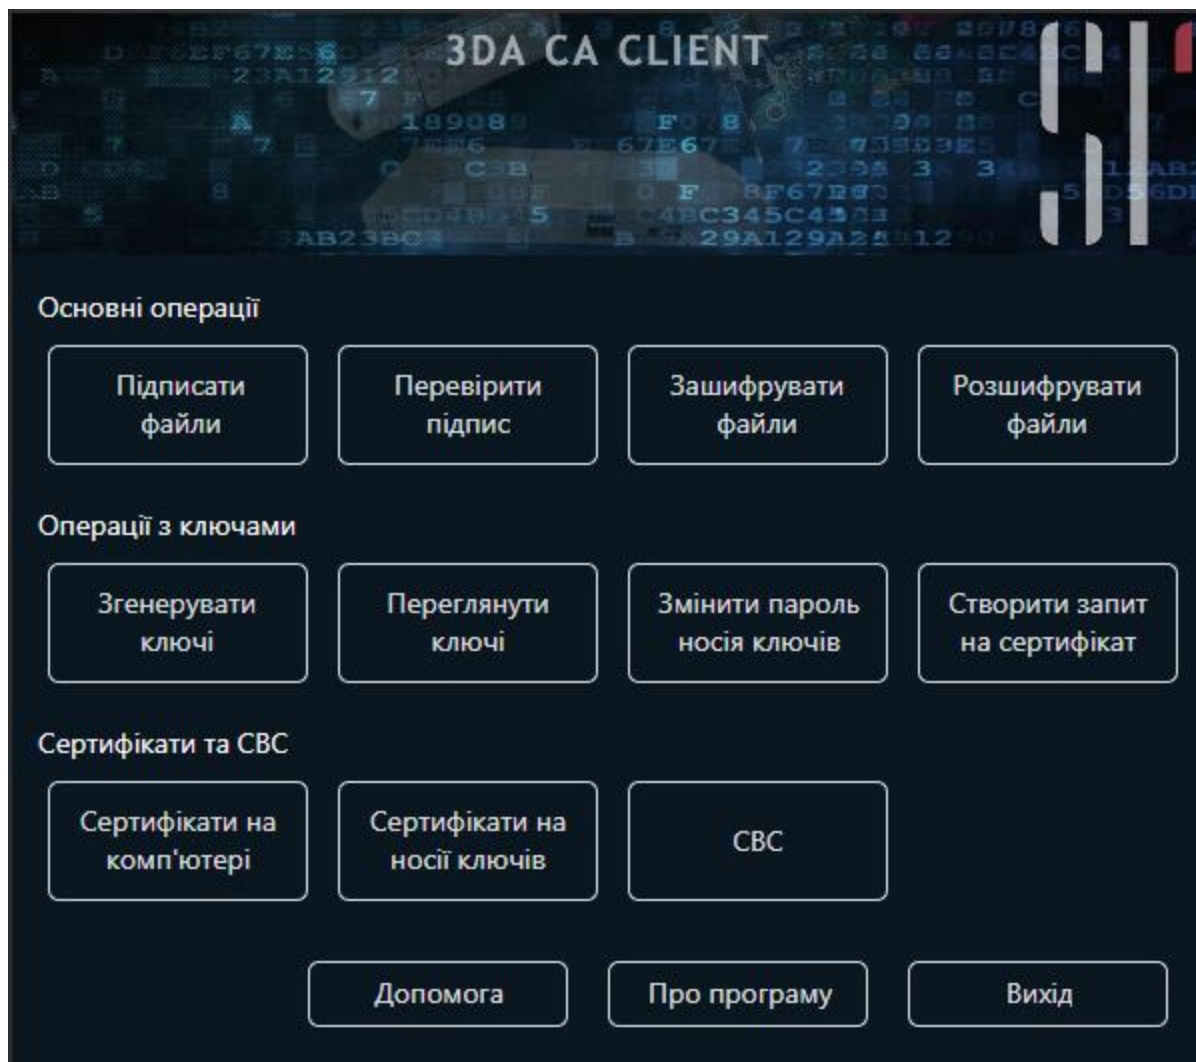 3DA CA CLIENT
Основні операції
Підписати
файли
Перевірити
підпис
Зашифрувати
файли
Розшифрувати
файли
Операції з ключами
Згенерувати
ключі
Переглянути
ключі
Змінити пароль
носія ключів
Створити запит
на сертифікат
Сертифікати та СВС
Сертифікати на
комп'ютері
Сертифікати на
носії ключів
СВС
Допомога
Про програму
Вихід